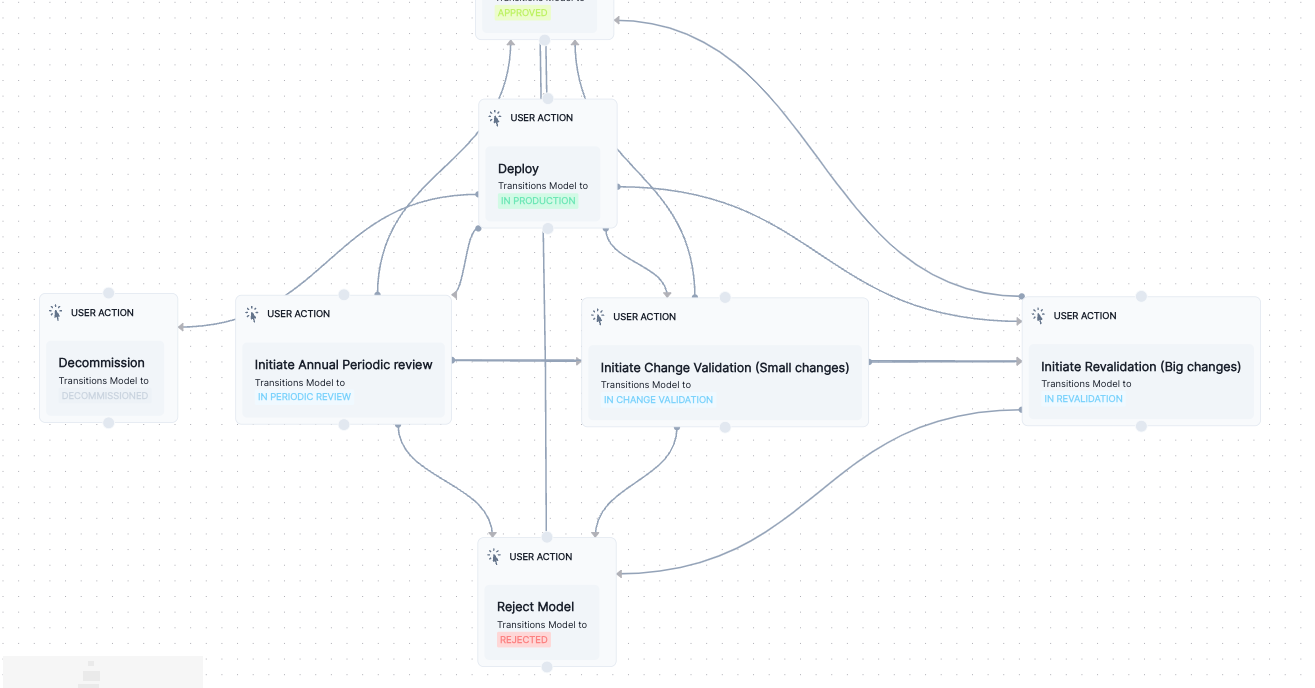 Transitions Model to
APPROVED
USER ACTION
Deploy
Transitions Model to
IN PRODUCTION
USER ACTION
Decommission
Transitions Model to
DECOMMISSIONED
USER ACTION
Initiate Annual Periodic review
Transitions Model to
IN PERIODIC REVIEW
USER ACTION
Initiate Change Validation (Small changes)
Transitions Model to
IN CHANGE VALIDATION
USER ACTION
Initiate Revalidation (Big changes)
Transitions Model to
IN REVALIDATION
USER ACTION
Reject Model
Transitions Model to
REJECTED